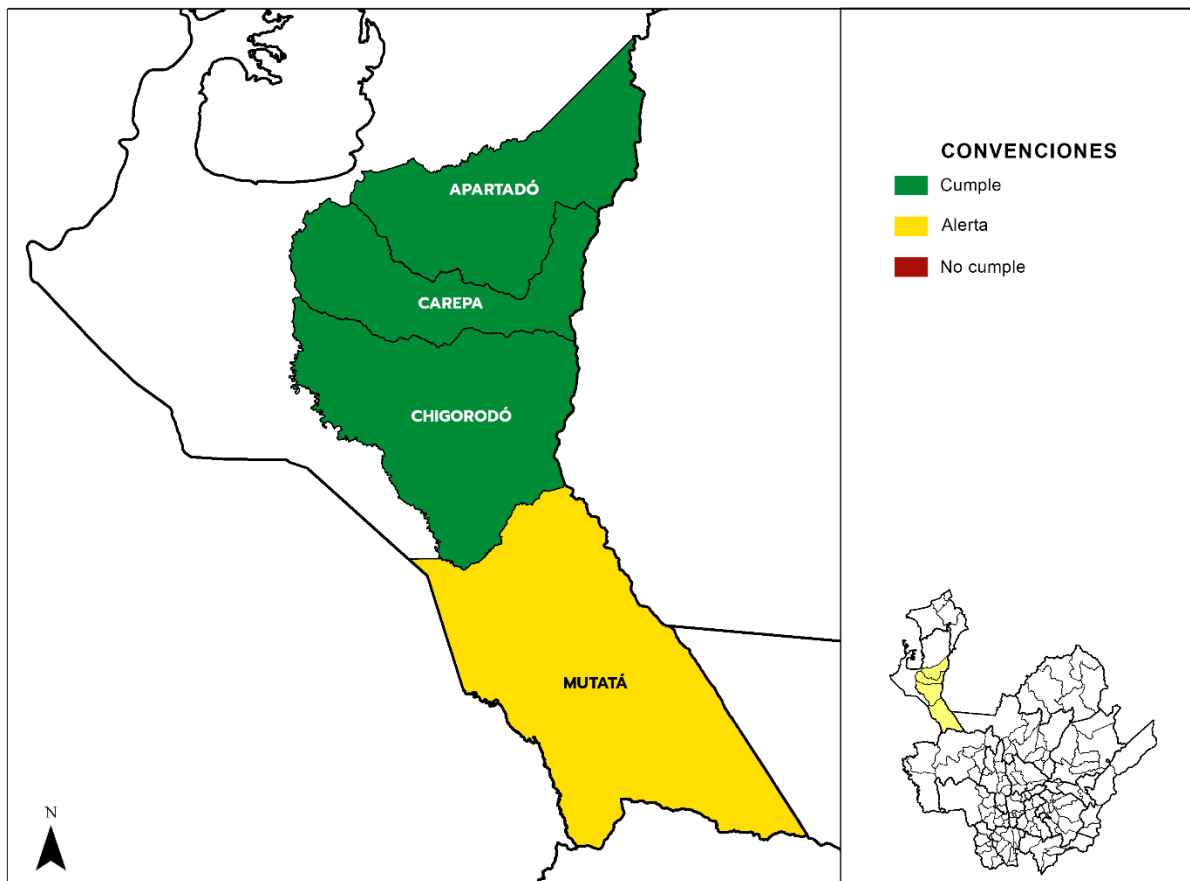 APARTADÓ
CAREPA
CHIGORODÓ
MUTATÁ
N
CONVENCIONES
Cumple
Alerta
No cumple